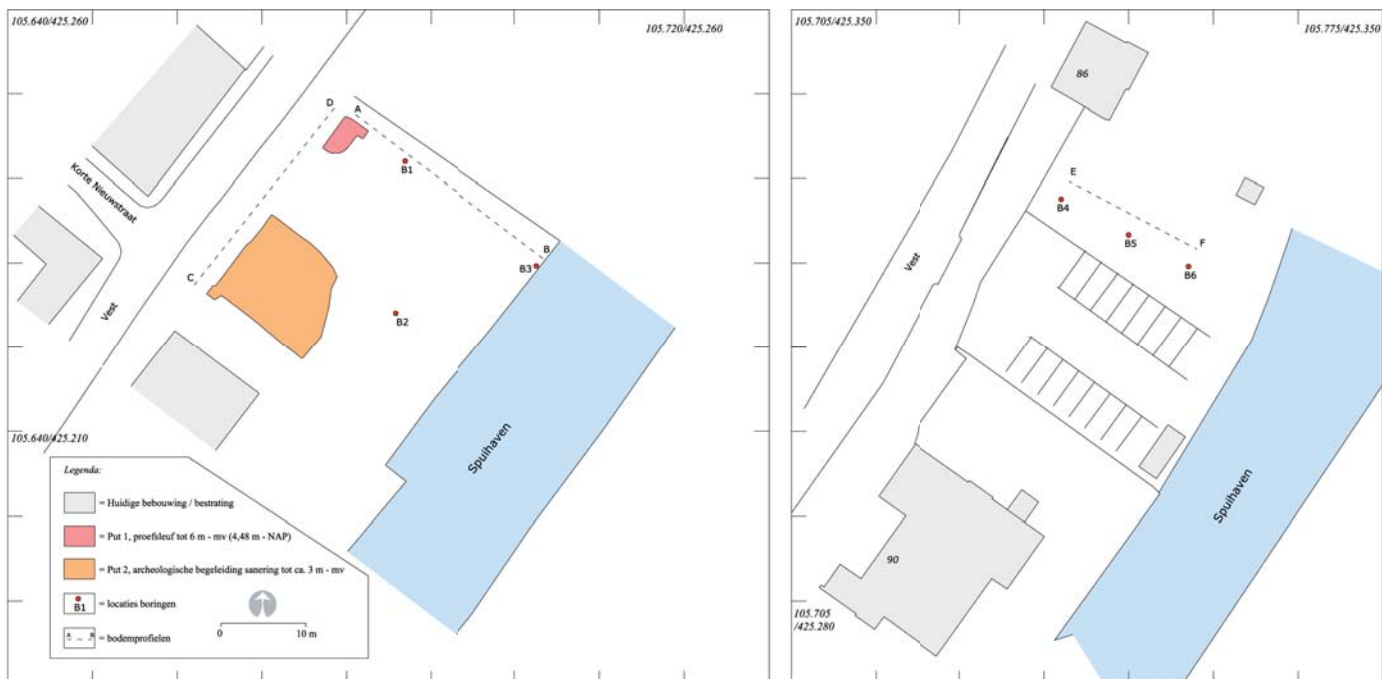 105.640/425.260
105.720/425.260
D
A
B1
Korte Nieuwstraat
B
B3
C
Vest
B2
105.640/425.210
Spuihaven
Legenda:
= Huidige bebouwing / bestrating
= Put 1, proefsleuf tot 6 m - mv (4,48 m - NAP)
= Put 2, archeologische begeleiding sanering tot ca. 3 m - mv
B1 = locaties boringen
A B = bodemprofielen
0 10 m
105.705/425.350
105.775/425.350
86
E
B4
B5
F
B6
Vest
Spuihaven
90
105.705
/425.280